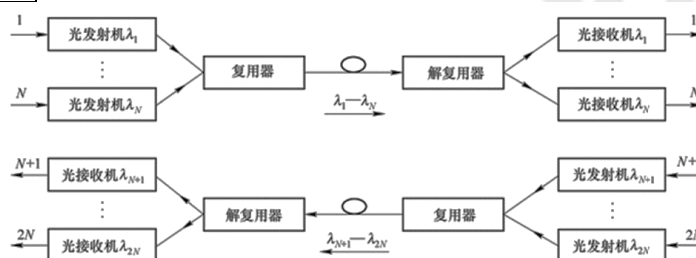 1 光发射机λ1 光接收机λ1 1
⋮ 复用器 解复用器 ⋮
N 光发射机λN λ1—λN 光接收机λN N
N+1 光接收机λN+1 光发射机λN+1 N+
⋮ 解复用器 复用器 ⋮
2N 光接收机λ2N λN+1—λ2N 光发射机λ2N 2N